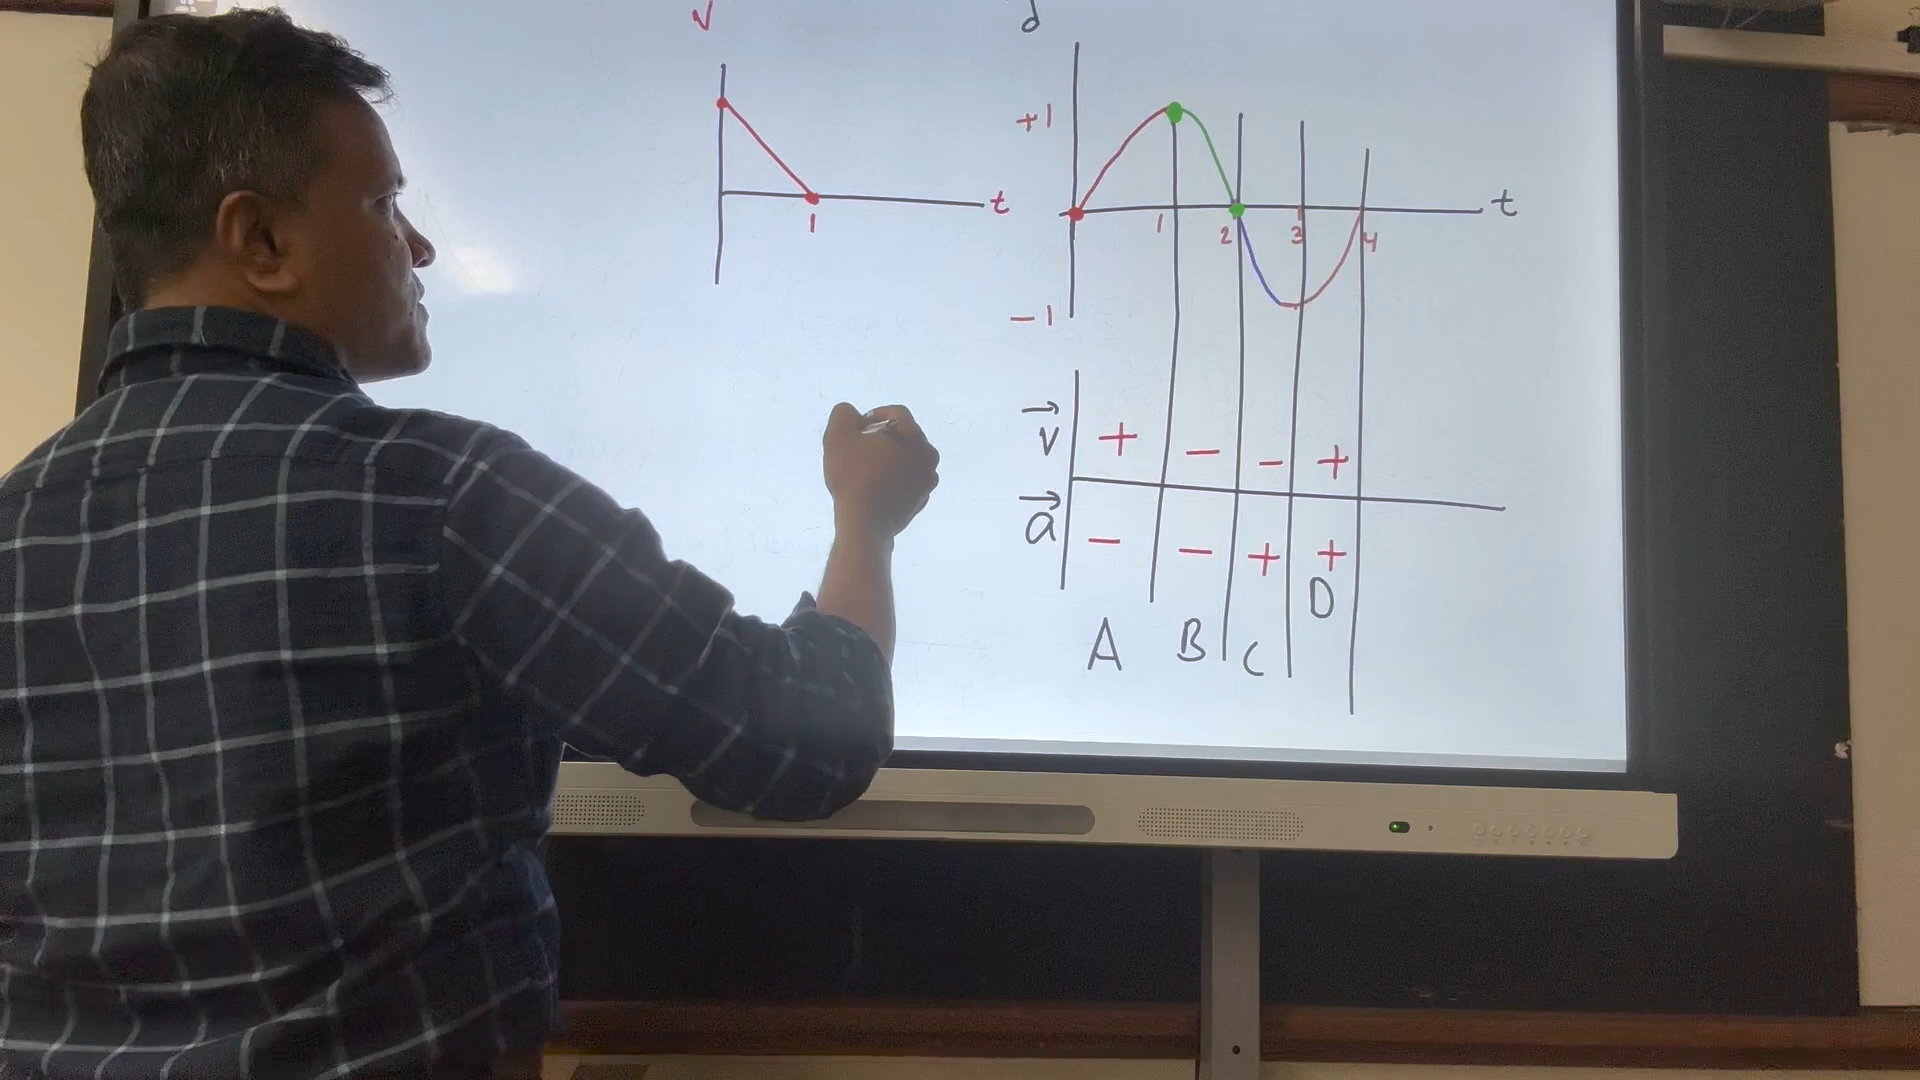 v
d
+1
t
1
1
2
3
4
t
-1
v + - - +
a - - + +
A B C D